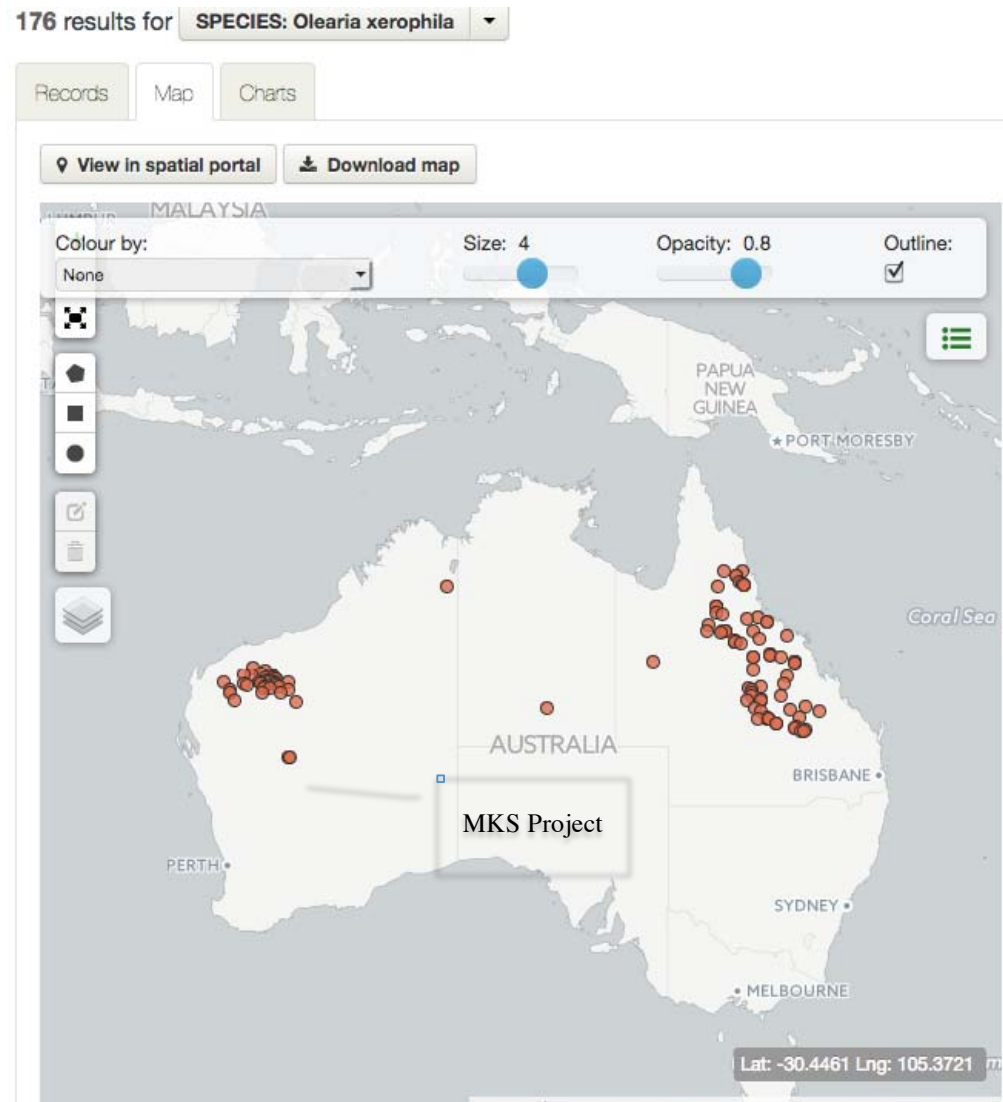 176 results for SPECIES: Olearia xerophila
Records Map Charts
View in spatial portal Download map
MALAYSIA
Colour by: Size: 4 Opacity: 0.8 Outline:
None
PAPUA
NEW
GUINEA
PORT MORESBY
Coral Sea
AUSTRALIA
BRISBANE
MKS Project
PERTH
SYDNEY
MELBOURNE
Lat: -30.4461 Lng: 105.3721